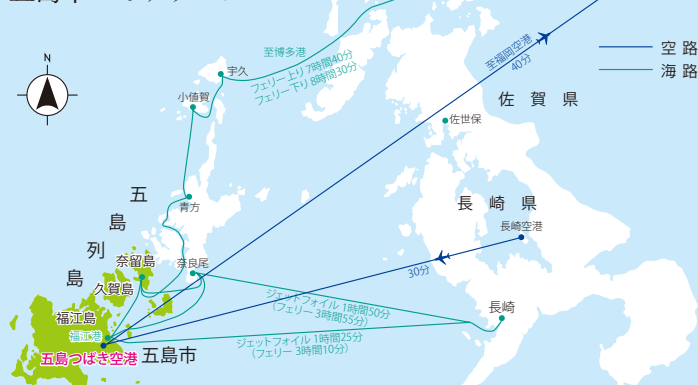 N
至博多港
フェリー上り 7時間40分
フェリー下り 8時間30分
至福岡空港
40分
空 路
海 路
宇久
小値賀
佐 賀 県
佐世保
青方
五島列島
長 崎 県
長崎空港
奈留島
奈良尾
久賀島
30分
ジェットフォイル 1時間50分
（フェリー 3時間55分）
長崎
福江島
福江港
ジェットフォイル 1時間25分
（フェリー 3時間10分）
五島つばき空港
五島市